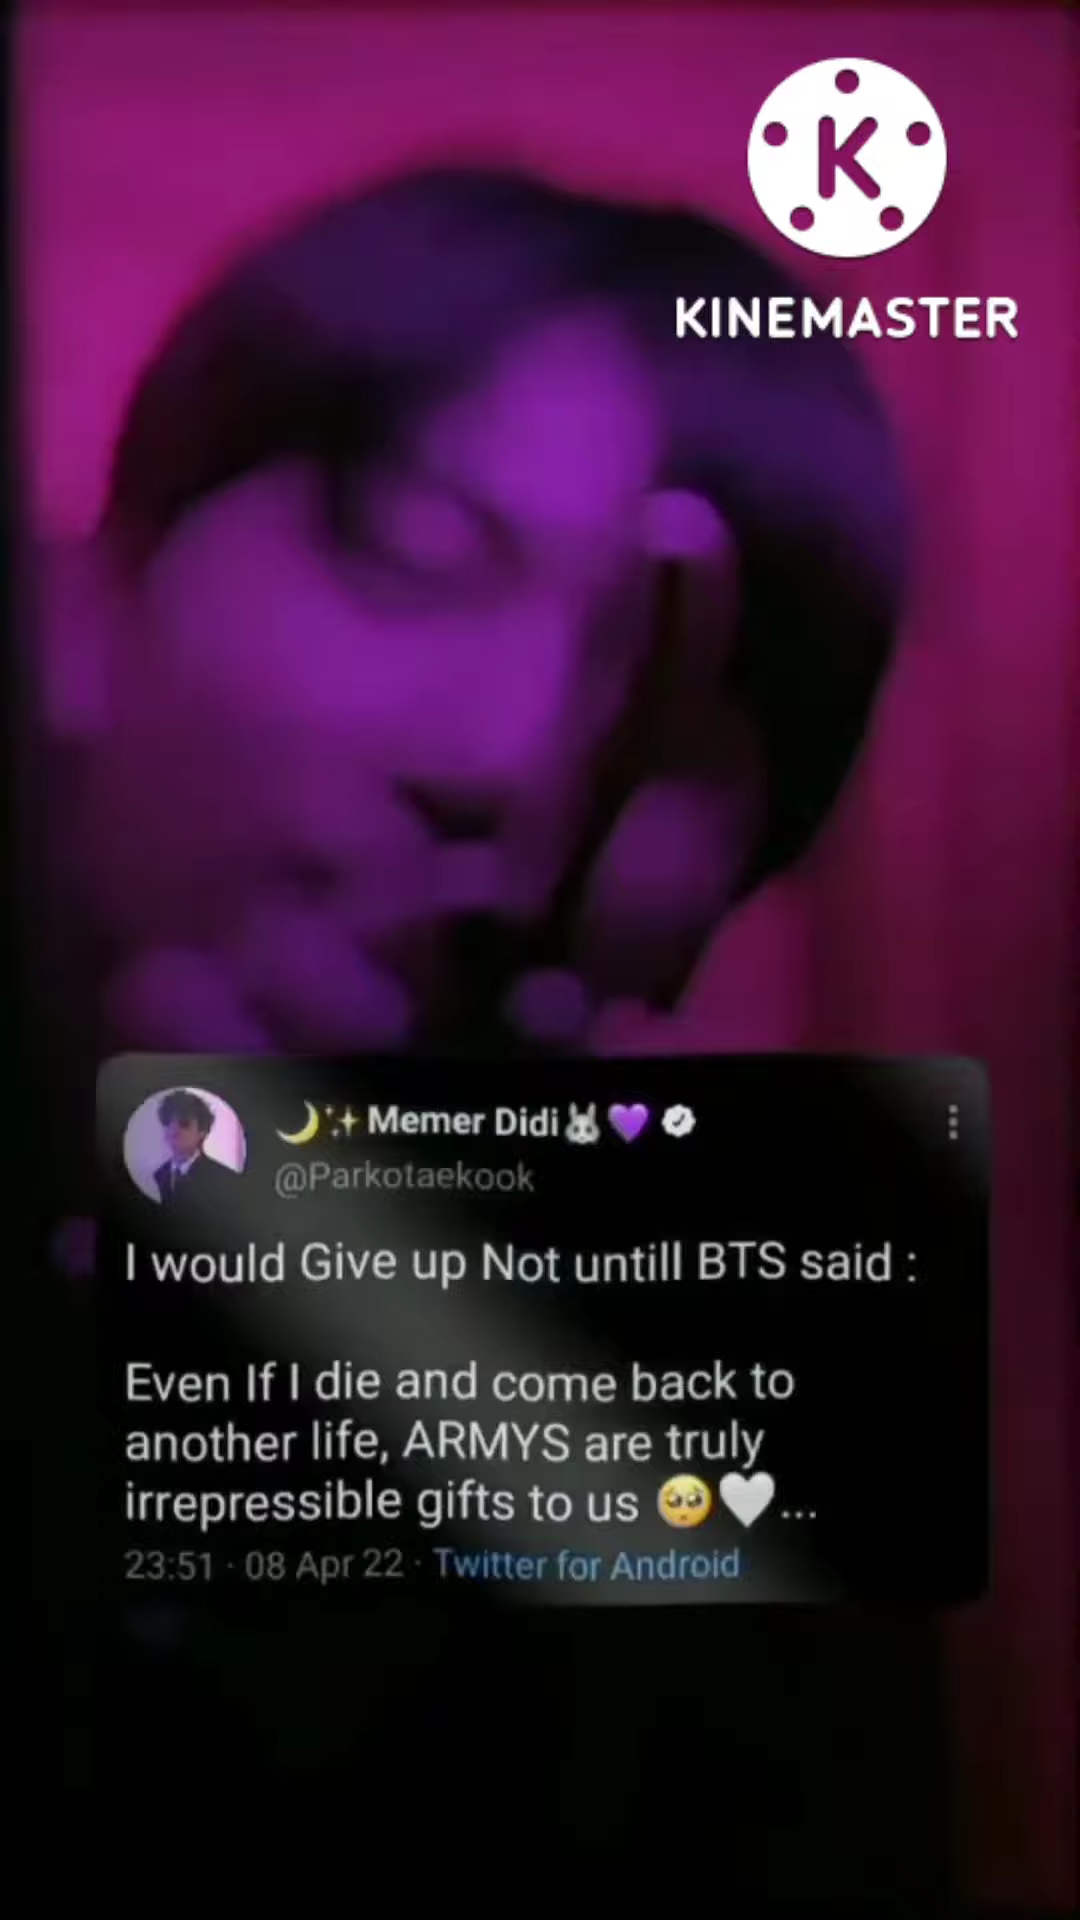 K
KINEMASTER
🌙✨Memer Didi🐰💜
@Parkotaekook
I would Give up Not untill BTS said :
Even If I die and come back to
another life, ARMYS are truly
irrepressible gifts to us 🥺🤍...
23:51 · 08 Apr 22 · Twitter for Android